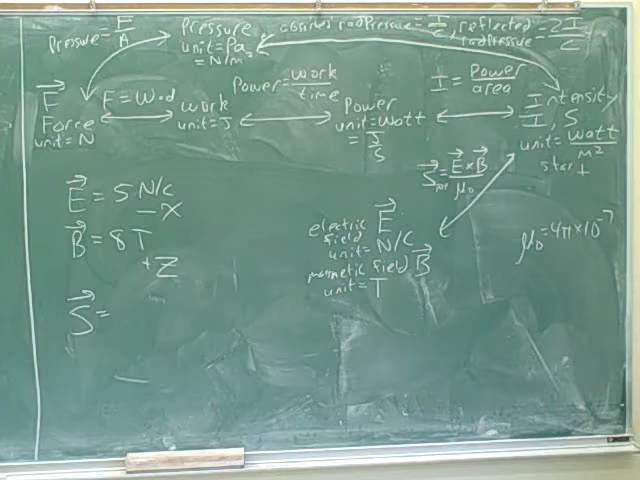 Pressure = F/A
Pressure
unit = Pa
= N/m²
absorbed radPressure = I/c, reflected radPressure = 2I/C
F
Force
unit = N
F = W∘d
work
unit = J
Power = work/time
Power
unit = Watt
= J/s
I = Power/area
Intensity
I, S
unit = watt/m²
start
S = E×B/μ₀
E = 5 N/C
-X
B = 8 T
+Z
S =
electric field E
unit = N/C
magnetic field B
unit = T
μ₀ = 4π×10⁻⁷